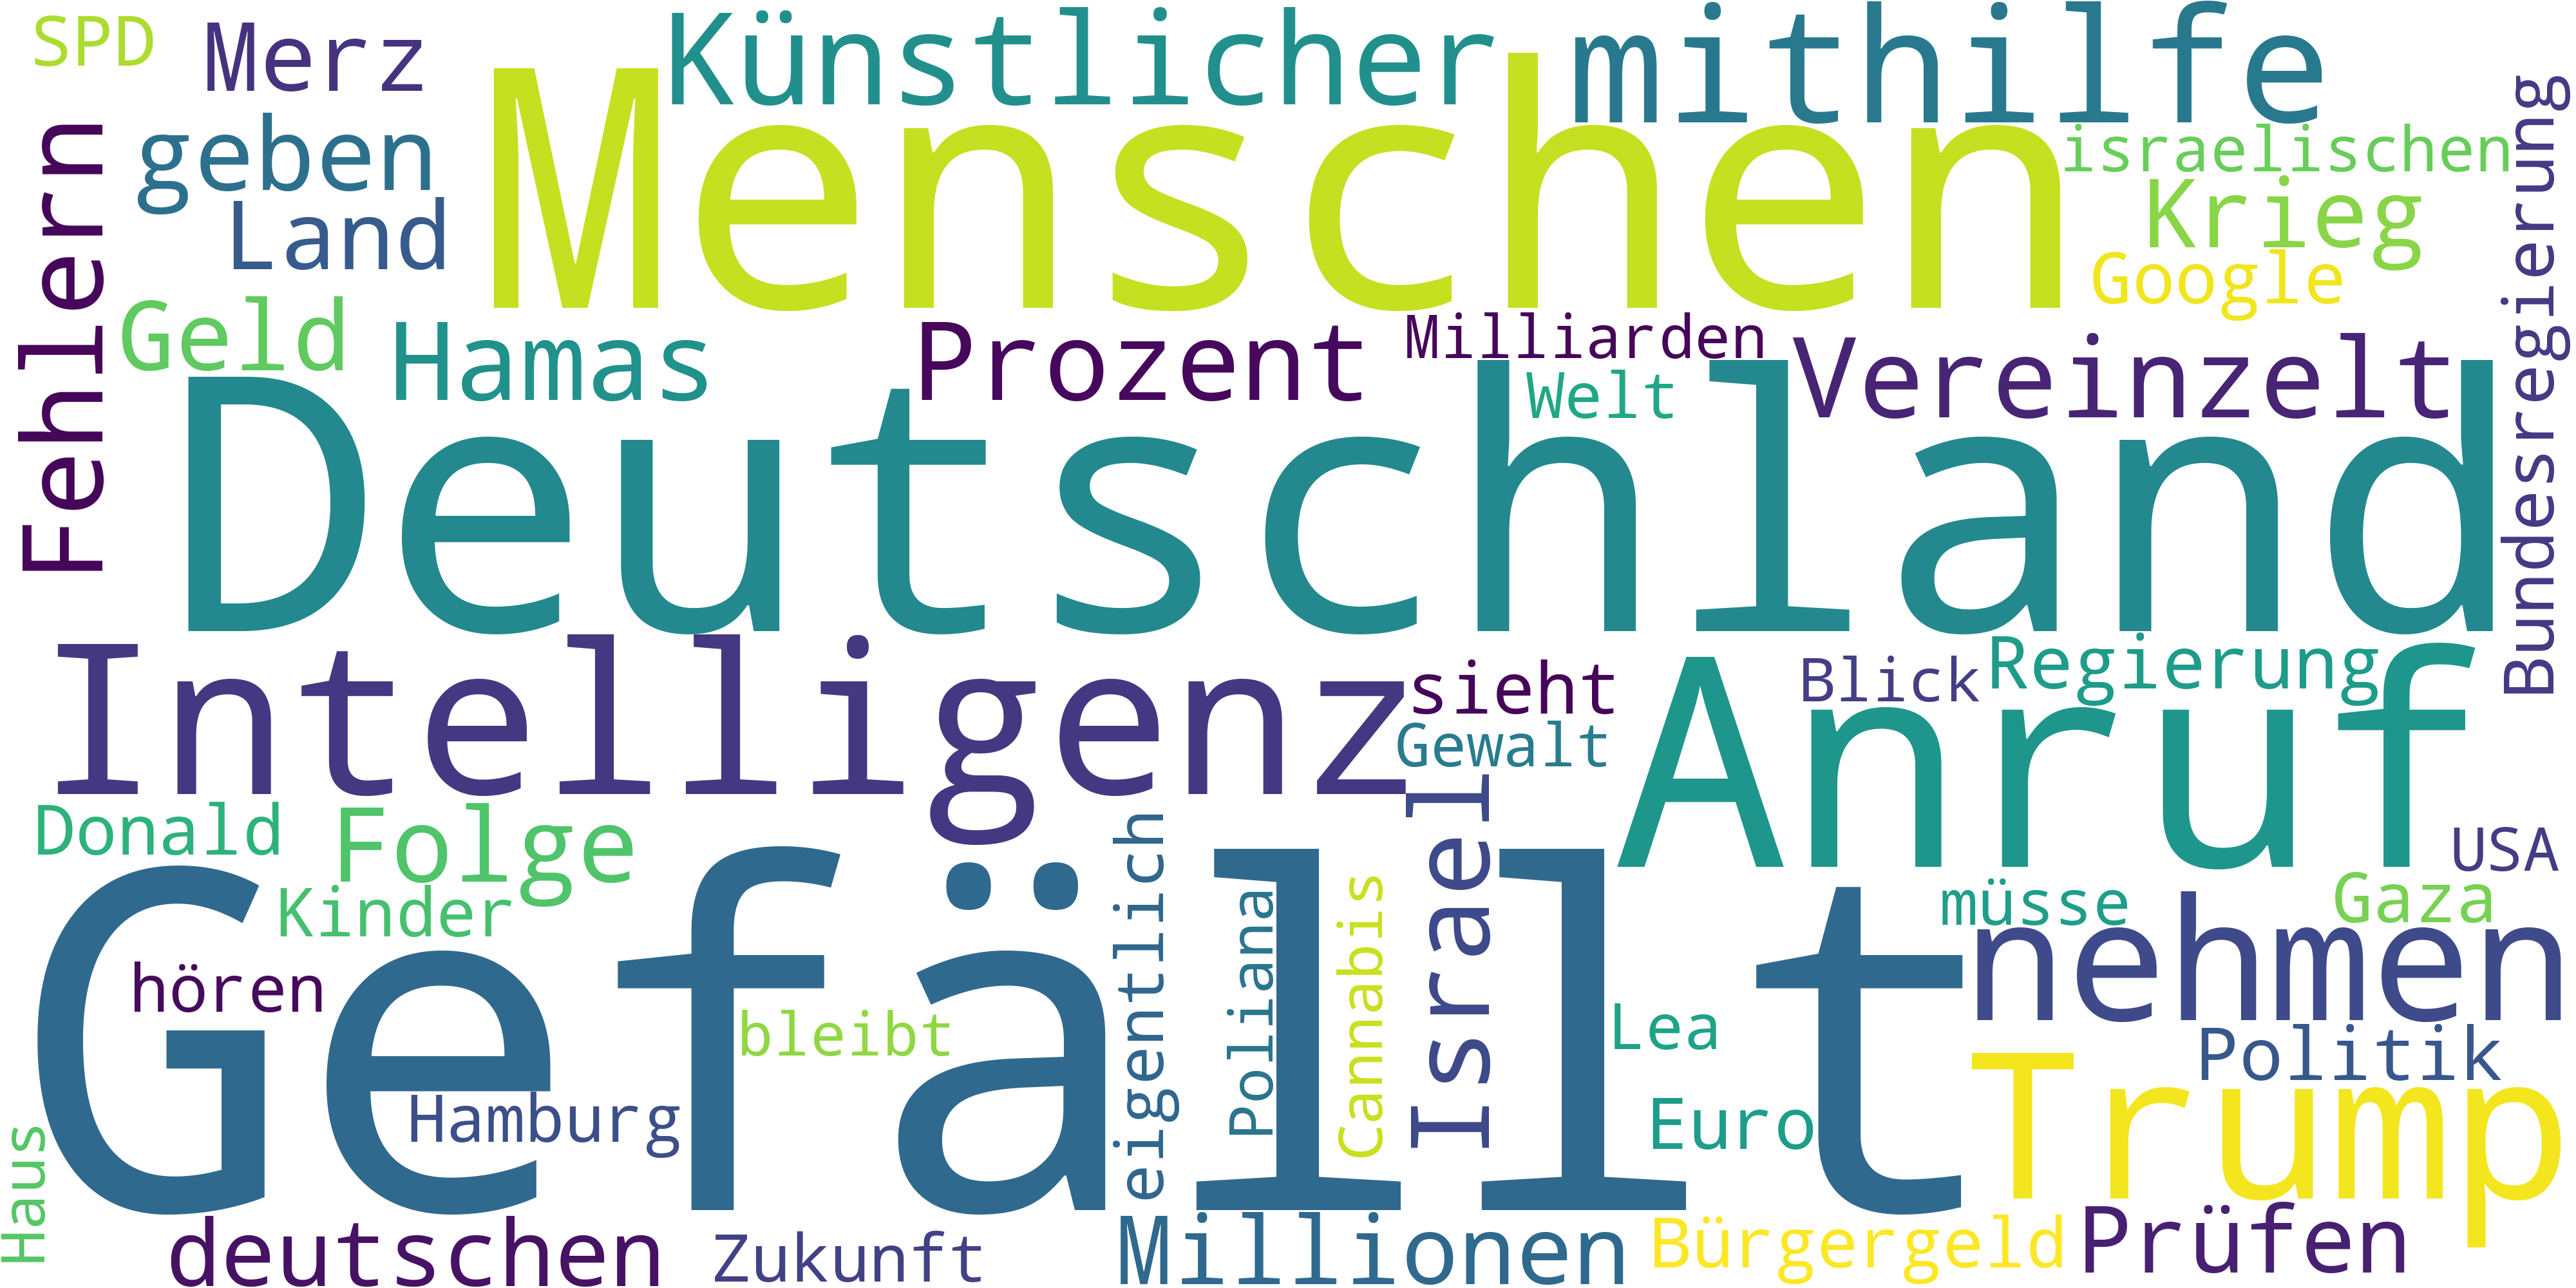 SPD
Merz
Künstlicher
mithilfe
Menschen
geben
Land
israelischen
Krieg
Google
Bundesregierung
Fehlern
Geld
Hamas
Prozent
Milliarden
Welt
Vereinzelt
Deutschland
Intelligenz
sieht
Gewalt
Blick
Regierung
Anruf
Donald
Folge
Kinder
USA
Gaza
müsse
nehmen
Gefällt
hören
bleibt
eigentlich
Poliana
Cannabis
Israel
Lea
Euro
Politik
Trump
Hamburg
Haus
deutschen
Zukunft
Millionen
Bürgergeld
Prüfen